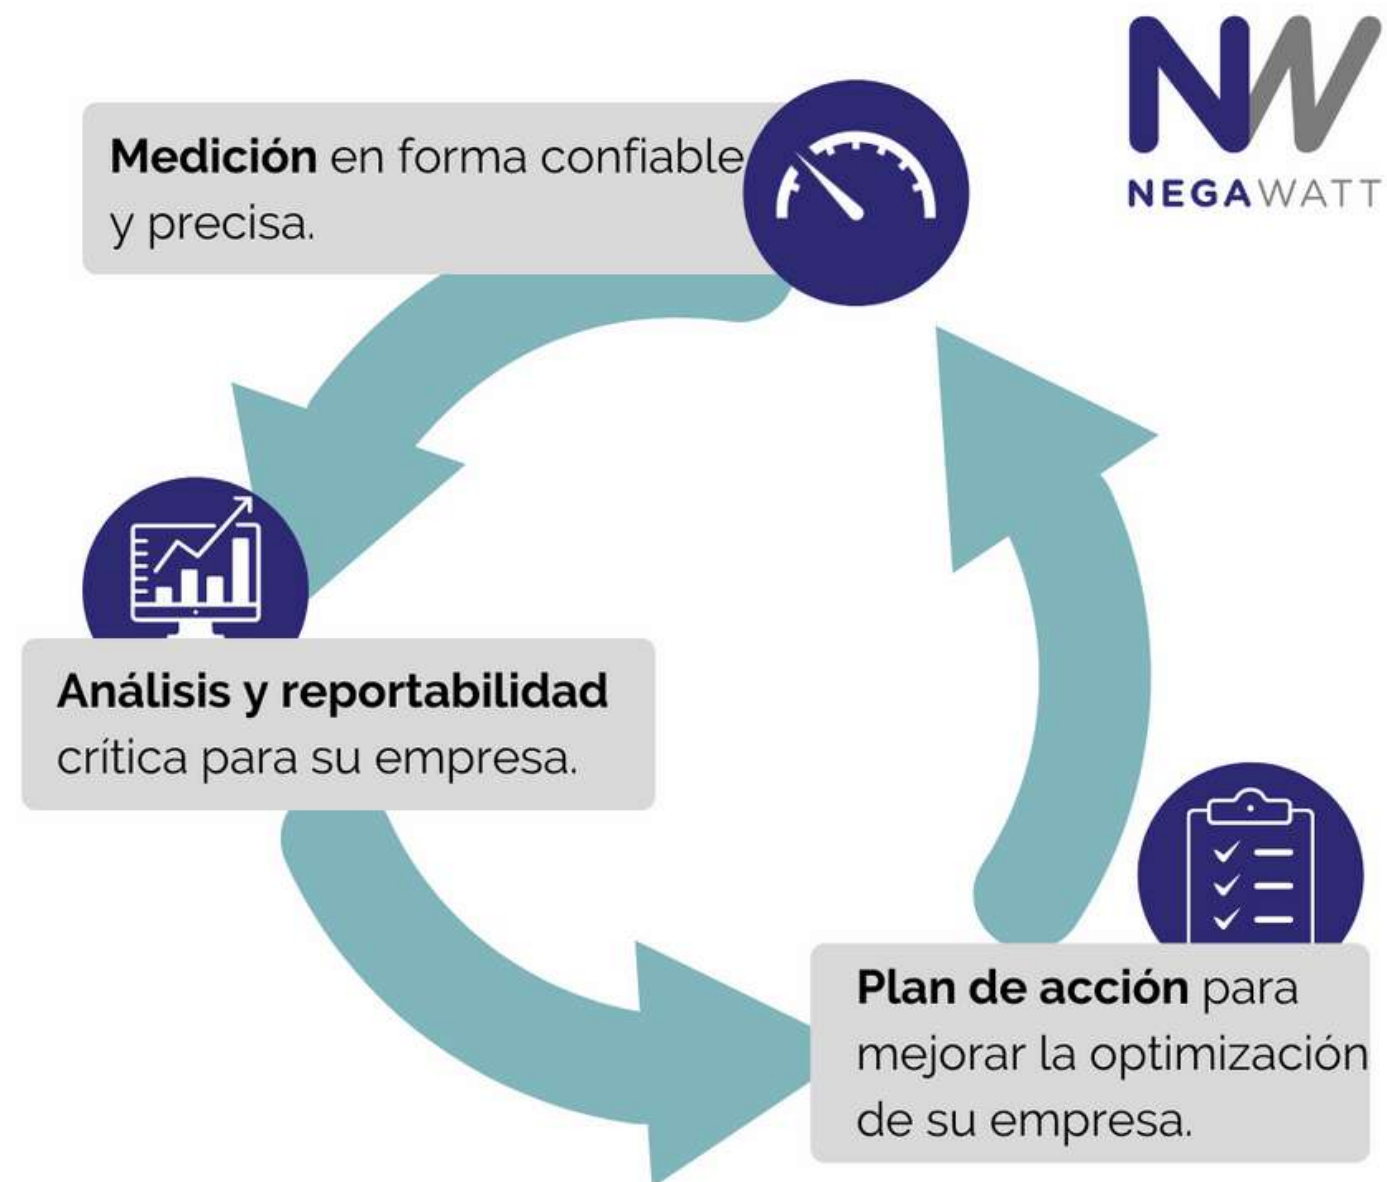 NW
NEGAWATT
Medición en forma confiable
y precisa.
Análisis y reportabilidad
crítica para su empresa.
Plan de acción para
mejorar la optimización
de su empresa.